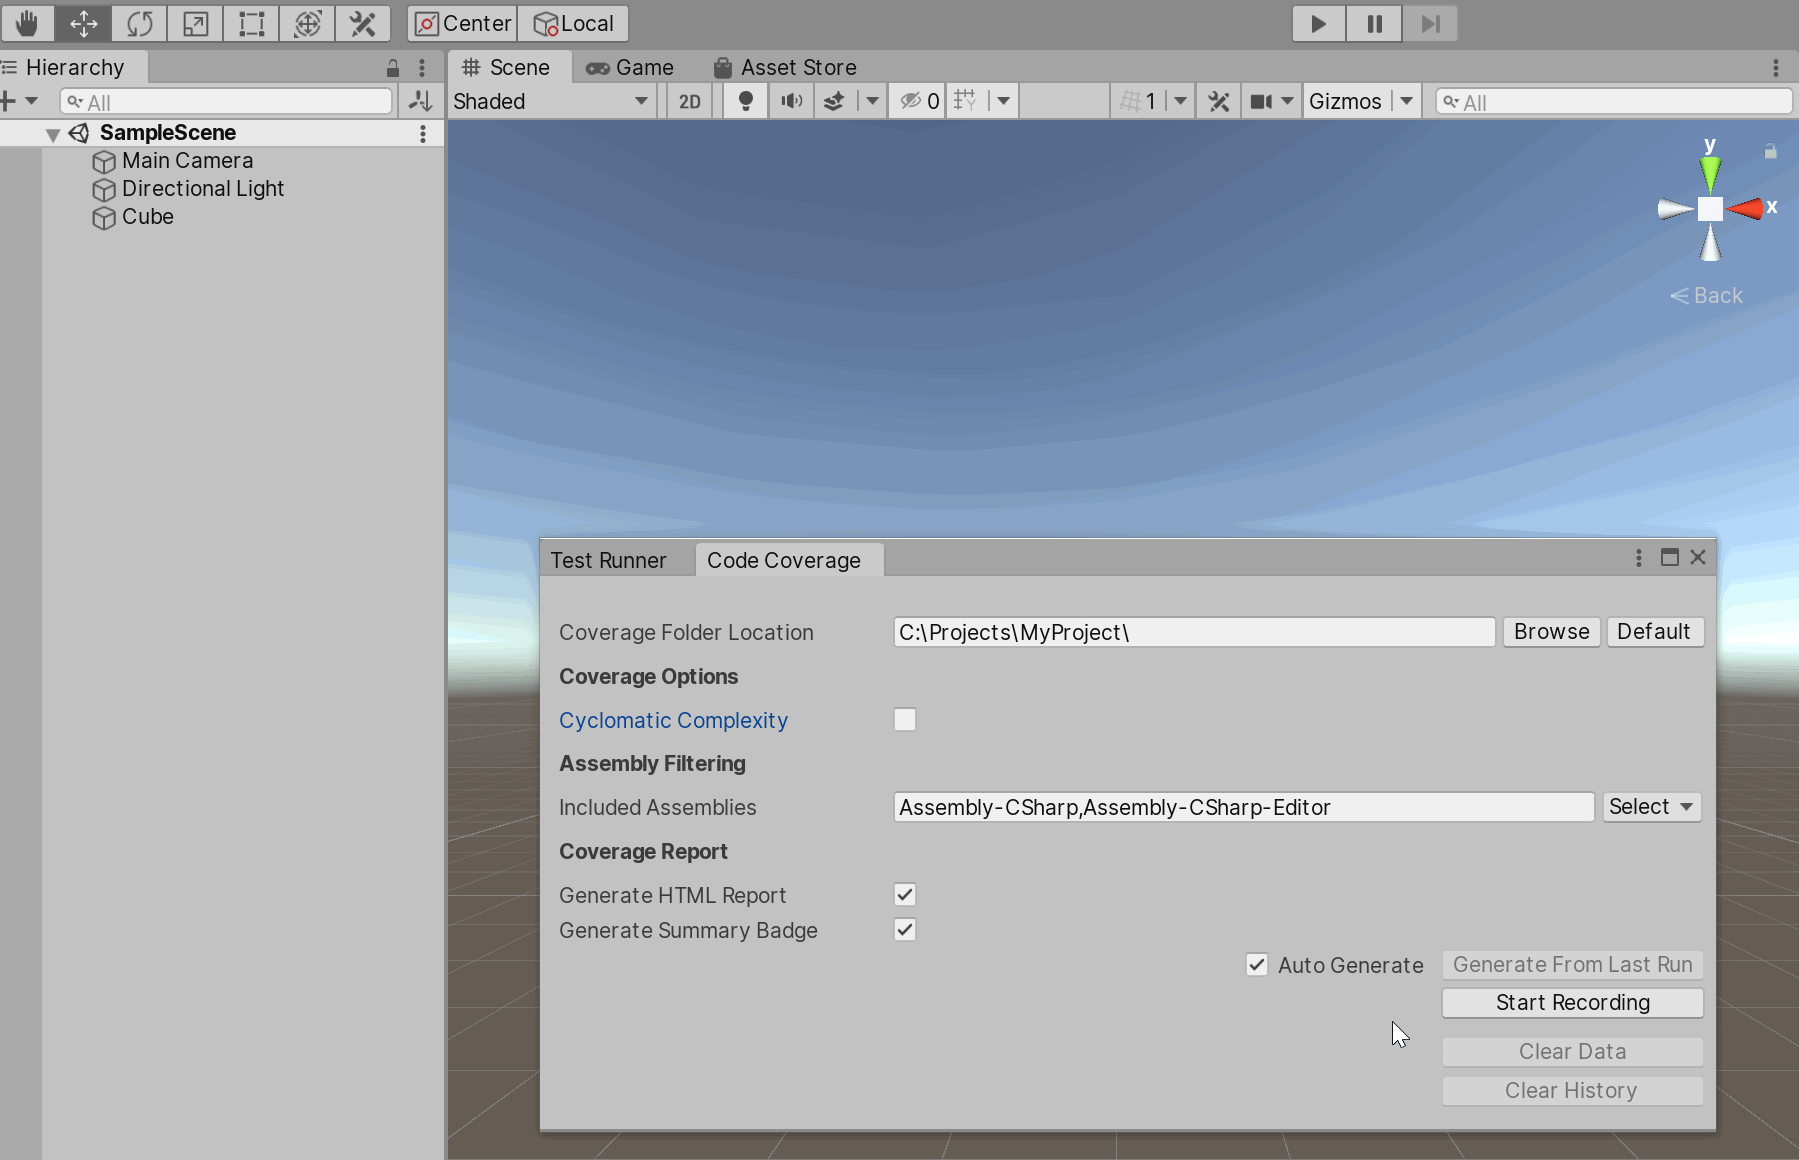 Center Local
Hierarchy
Scene Game Asset Store
All
Shaded 2D 0 1 Gizmos All
SampleScene
Main Camera
Directional Light
Cube
y
x
Back
Test Runner Code Coverage
Coverage Folder Location C:\Projects\MyProject\ Browse Default
Coverage Options
Cyclomatic Complexity
Assembly Filtering
Included Assemblies Assembly-CSharp,Assembly-CSharp-Editor Select
Coverage Report
Generate HTML Report
Generate Summary Badge
Auto Generate Generate From Last Run
Start Recording
Clear Data
Clear History